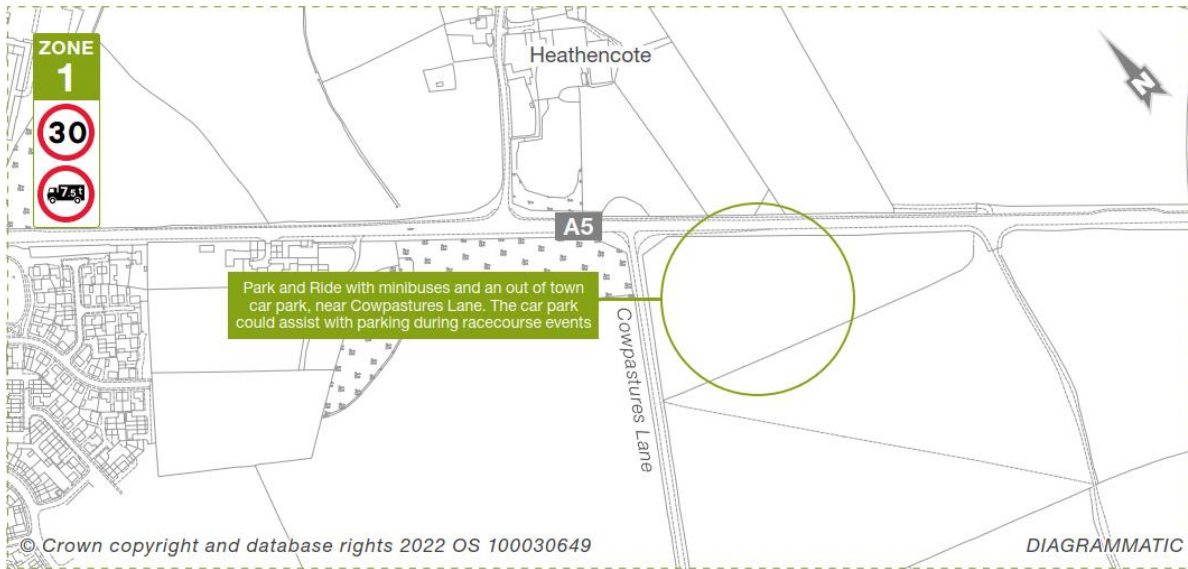 ZONE
1
30
7.5t
Heathencote
N
A5
Park and Ride with minibuses and an out of town
car park, near Cowpastures Lane. The car park
could assist with parking during racecourse events
Cowpastures Lane
© Crown copyright and database rights 2022 OS 100030649
DIAGRAMMATIC